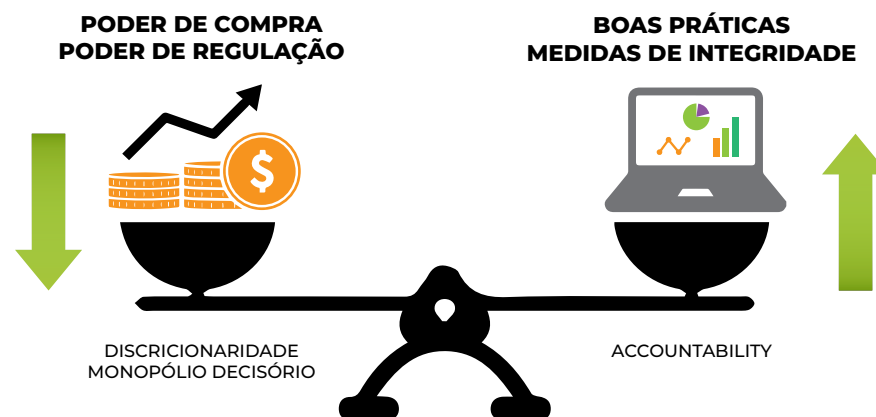 PODER DE COMPRA
PODER DE REGULAÇÃO
BOAS PRÁTICAS
MEDIDAS DE INTEGRIDADE
$
DISCRICIONARIDADE
MONOPÓLIO DECISÓRIO
ACCOUNTABILITY